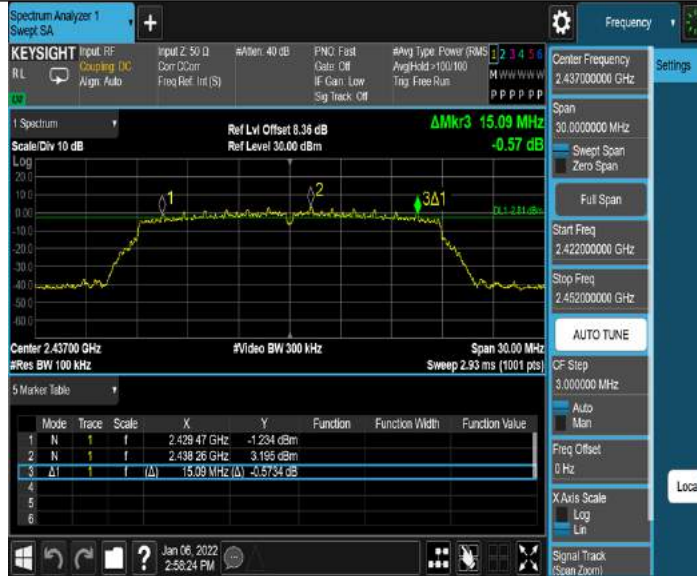 Spectrum Analyzer 1
Swept SA
+
Frequency
KEYSIGHT
RL
Input: RF
Coupling: DC
Align: Auto
Input Z: 50 Ω
Corr CCorr
Freq Ref: Int (S)
#Atten: 40 dB
PNO: Fast
Gate: Off
IF Gain: Low
Sig Track: Off
#Avg Type: Power (RMS
Avg|Hold:>100/100
Trig: Free Run
1 2 3 4 5 6
M W W W W W
P P P P P P
1 Spectrum
Scale/Div 10 dB
Ref Lvl Offset 8.36 dB
Ref Level 30.00 dBm
ΔMkr3 15.09 MHz
-0.57 dB
Log
20.0
10.0
0.00
-10.0
-20.0
-30.0
-40.0
-50.0
-60.0
1
2
3Δ1
DL1 -2.81 dBm
Center 2.43700 GHz
#Res BW 100 kHz
#Video BW 300 kHz
Span 30.00 MHz
Sweep 2.93 ms (1001 pts)
5 Marker Table
Mode Trace Scale X Y Function Function Width Function Value
1 N 1 f 2.429 47 GHz -1.234 dBm
2 N 1 f 2.438 26 GHz 3.195 dBm
3 Δ1 1 f (Δ) 15.09 MHz (Δ) -0.5734 dB
4
5
6
Jan 06, 2022
2:58:24 PM
Center Frequency
2.437000000 GHz
Settings
Span
30.0000000 MHz
Swept Span
Zero Span
Full Span
Start Freq
2.422000000 GHz
Stop Freq
2.452000000 GHz
AUTO TUNE
CF Step
3.000000 MHz
Auto
Man
Freq Offset
0 Hz
X Axis Scale
Log
Lin
Signal Track
(Span Zoom)
Loca